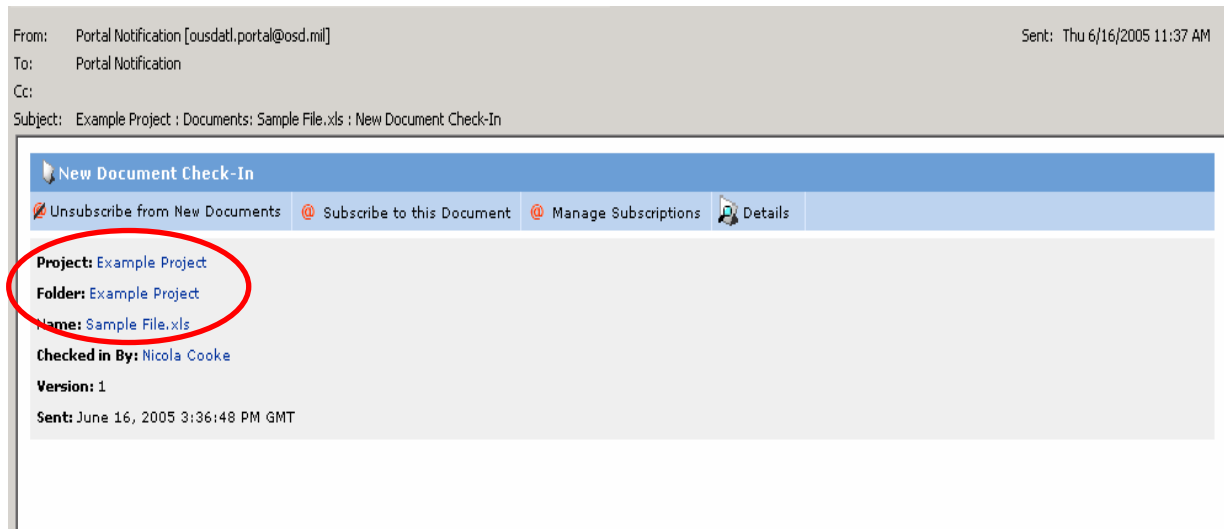 From: Portal Notification [ousdatl.portal@osd.mil] Sent: Thu 6/16/2005 11:37 AM
To: Portal Notification
Cc:
Subject: Example Project : Documents: Sample File.xls : New Document Check-In
New Document Check-In
Unsubscribe from New Documents @ Subscribe to this Document @ Manage Subscriptions Details
Project: Example Project
Folder: Example Project
Name: Sample File.xls
Checked in By: Nicola Cooke
Version: 1
Sent: June 16, 2005 3:36:48 PM GMT